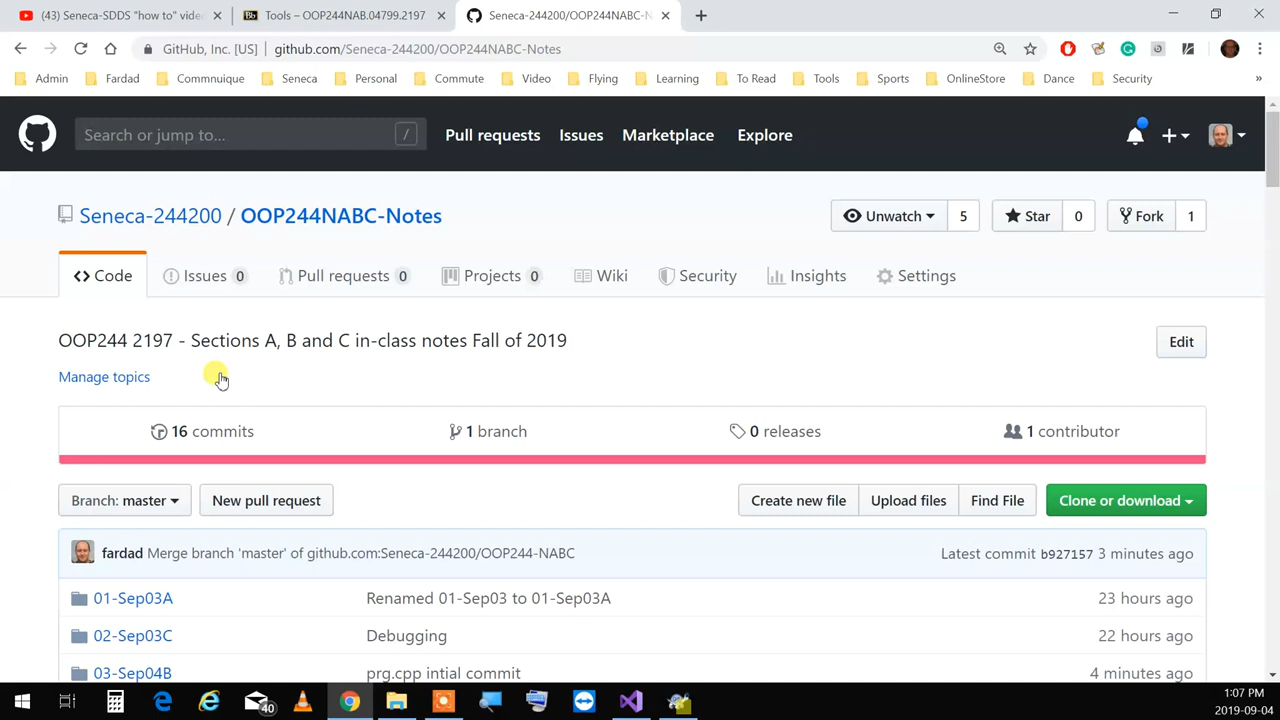 (43) Seneca-SDDS "how to" vide
Tools – OOP244NAB.04799.2197
Seneca-244200/OOP244NABC-N
GitHub, Inc. [US]
github.com/Seneca-244200/OOP244NABC-Notes
Admin
Fardad
Commnuique
Seneca
Personal
Commute
Video
Flying
Learning
To Read
Tools
Sports
OnlineStore
Dance
Security
»
Search or jump to...
/
Pull requests
Issues
Marketplace
Explore
Seneca-244200 / OOP244NABC-Notes
Unwatch 5
Star 0
Fork 1
Code
Issues 0
Pull requests 0
Projects 0
Wiki
Security
Insights
Settings
OOP244 2197 - Sections A, B and C in-class notes Fall of 2019
Edit
Manage topics
16 commits
1 branch
0 releases
1 contributor
Branch: master
New pull request
Create new file
Upload files
Find File
Clone or download
fardad Merge branch 'master' of github.com:Seneca-244200/OOP244-NABC
Latest commit b927157 3 minutes ago
01-Sep03A
Renamed 01-Sep03 to 01-Sep03A
23 hours ago
02-Sep03C
Debugging
22 hours ago
03-Sep04B
prg.cpp intial commit
4 minutes ago
40
1:07 PM
2019-09-04